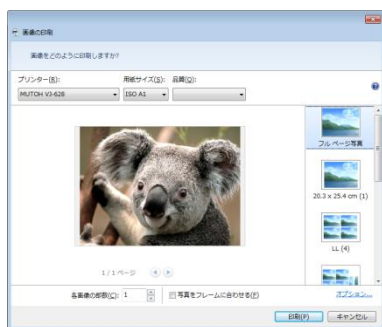 画像の印刷
画像をどのように印刷しますか?
プリンター(R): 用紙サイズ(S): 品質(Q):
MUTOH VJ-628 ISO A1
フル ページ写真
20.3 x 25.4 cm (1)
LL (4)
1 / 1 ページ
各画像の部数(C): 1 写真をフレームに合わせる(F) オプション...
印刷(P) キャンセル